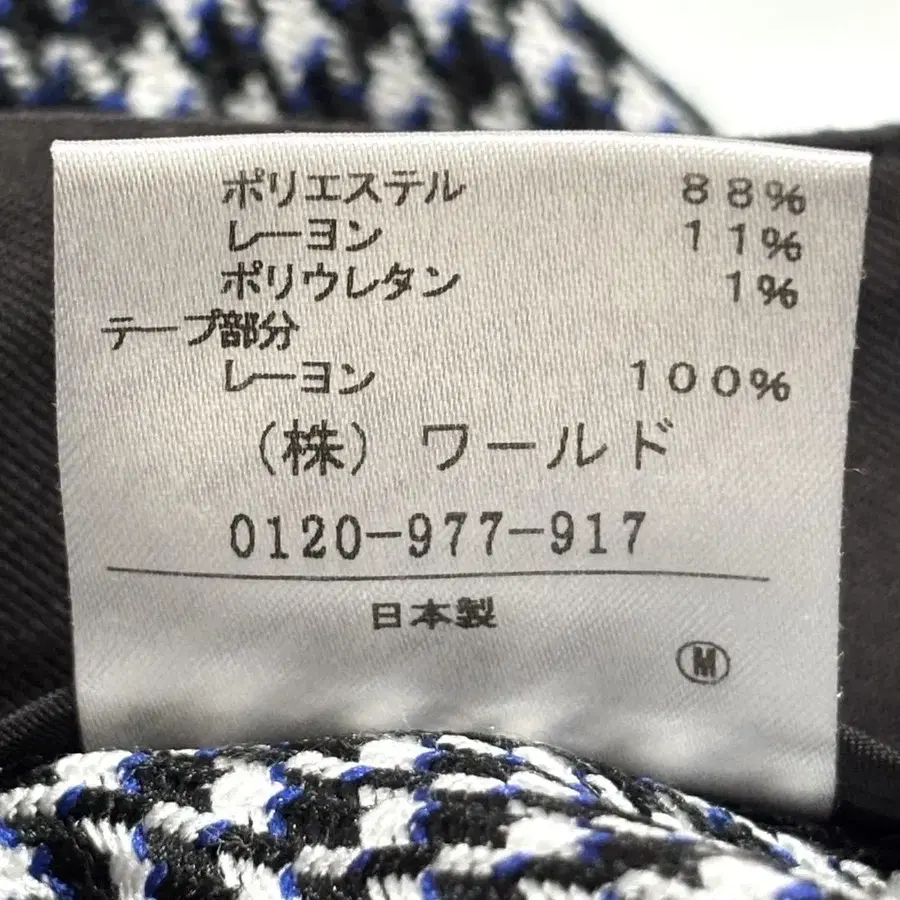 ポリエステル 88%
レーヨン 11%
ポリウレタン 1%
テープ部分
レーヨン 100%
(株) ワールド
0120-977-917
日本製
Ⓜ